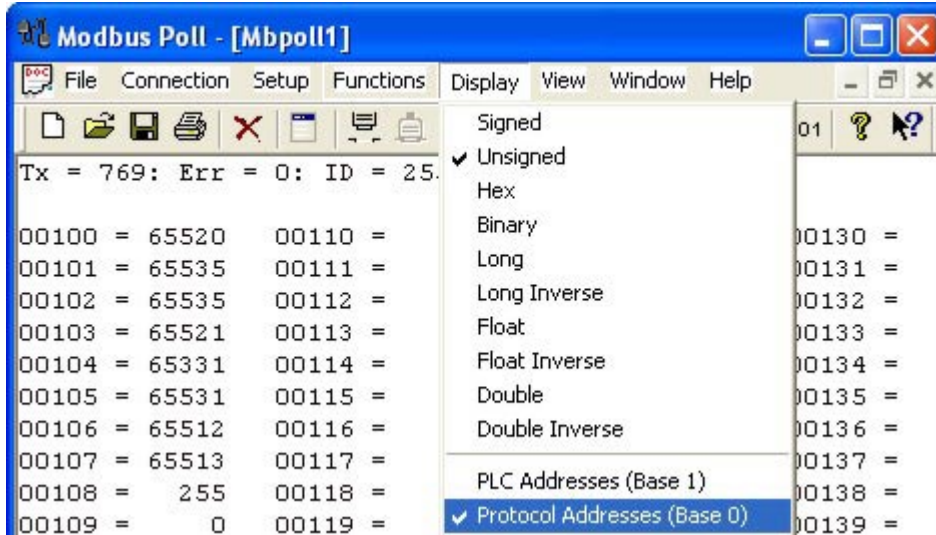 Modbus Poll - [Mbpoll1]
File Connection Setup Functions Display View Window Help
01
Tx = 769: Err = 0: ID = 25
00100 = 65520 00110 = 00130 =
00101 = 65535 00111 = 00131 =
00102 = 65535 00112 = 00132 =
00103 = 65521 00113 = 00133 =
00104 = 65331 00114 = 00134 =
00105 = 65531 00115 = 00135 =
00106 = 65512 00116 = 00136 =
00107 = 65513 00117 = 00137 =
00108 = 255 00118 = 00138 =
00109 = 0 00119 = 00139 =
Signed
Unsigned
Hex
Binary
Long
Long Inverse
Float
Float Inverse
Double
Double Inverse
PLC Addresses (Base 1)
Protocol Addresses (Base 0)